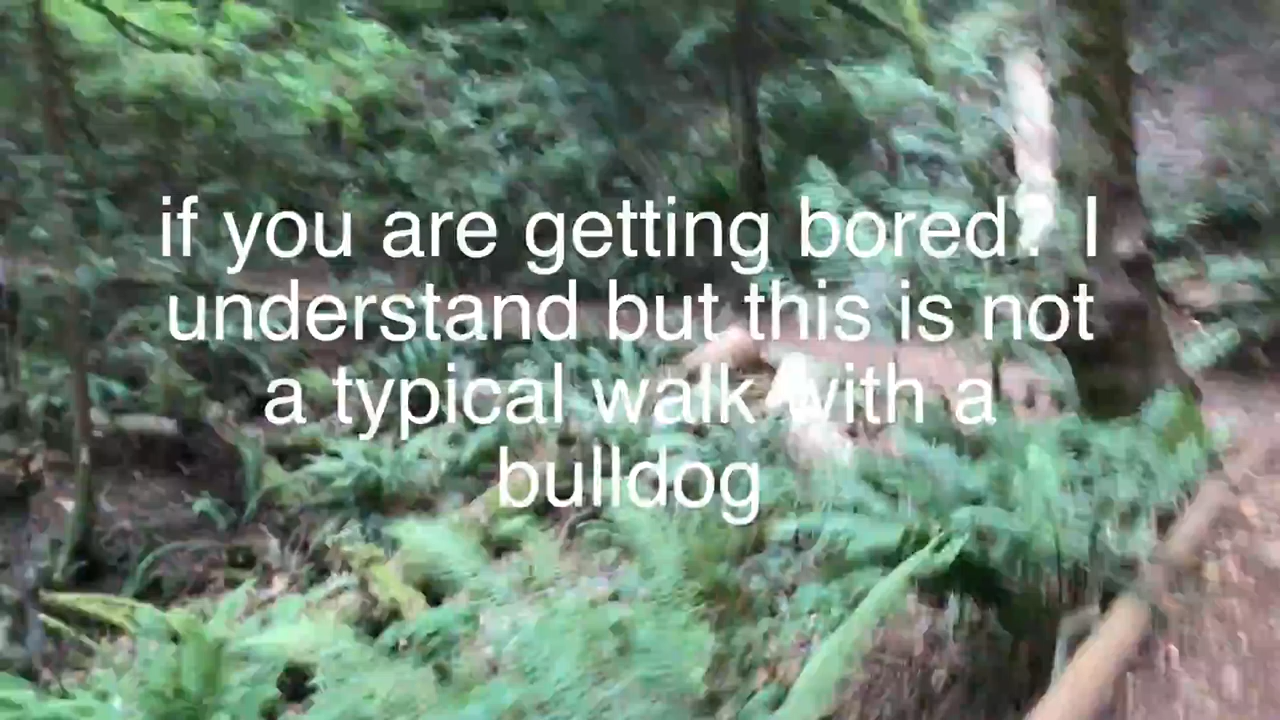 if you are getting bored? I
understand but this is not
a typical walk with a
bulldog